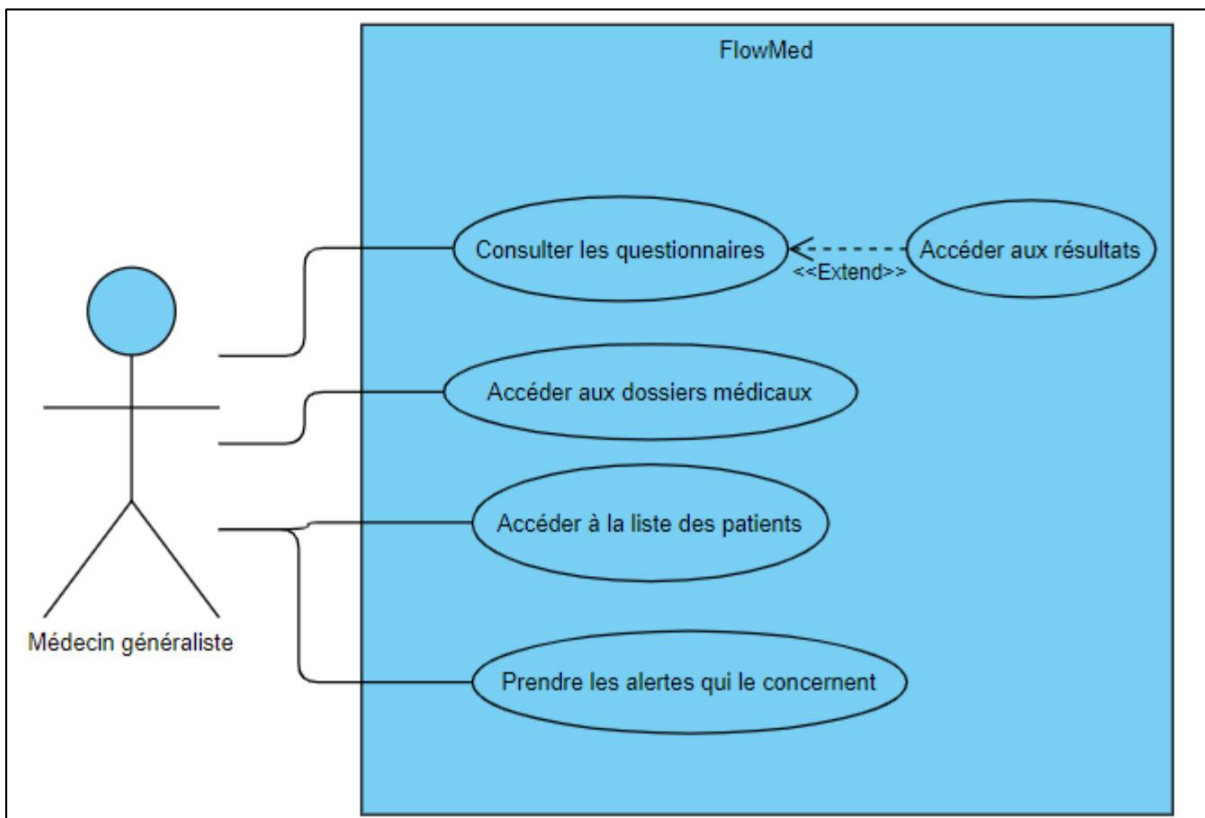 FlowMed
Consulter les questionnaires
<<Extend>>
Accéder aux résultats
Accéder aux dossiers médicaux
Accéder à la liste des patients
Médecin généraliste
Prendre les alertes qui le concernent